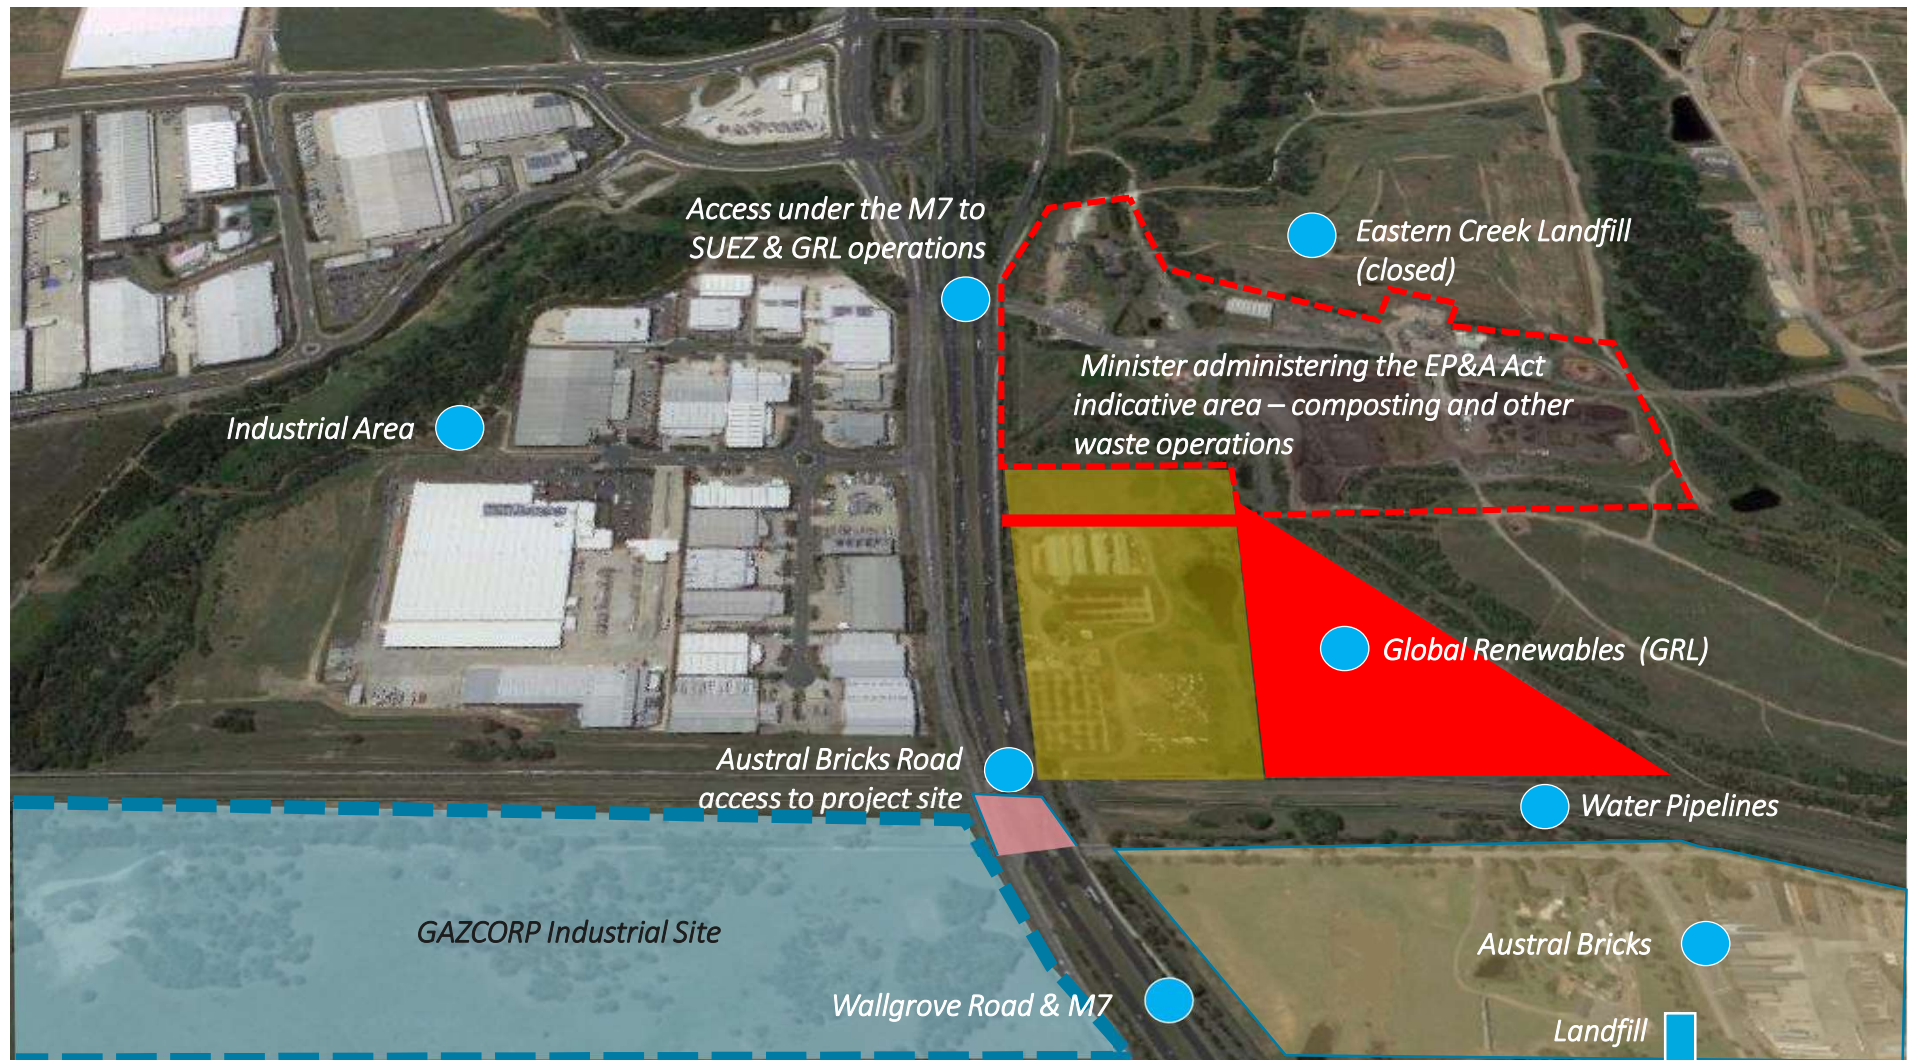 Access under the M7 to
SUEZ & GRL operations
Eastern Creek Landfill
(closed)
Minister administering the EP&A Act
indicative area – composting and other
waste operations
Industrial Area
Global Renewables (GRL)
Austral Bricks Road
access to project site
Water Pipelines
GAZCORP Industrial Site
Austral Bricks
Wallgrove Road & M7
Landfill